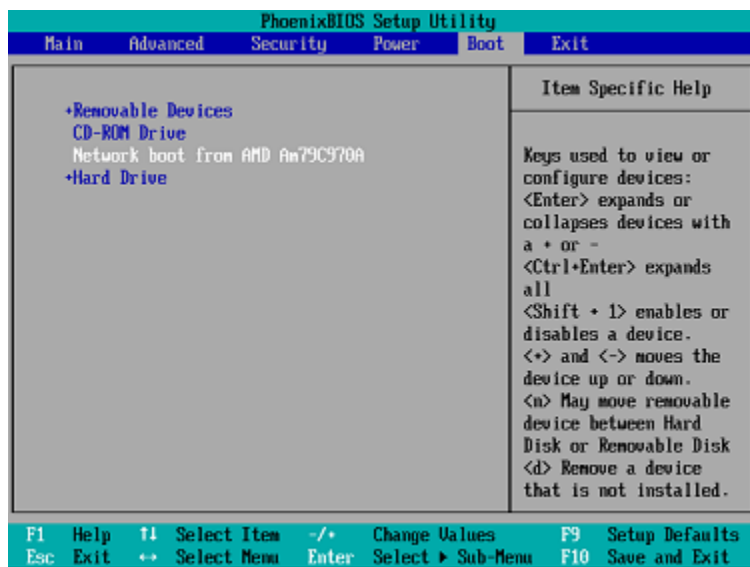 PhoenixBIOS Setup Utility
Main Advanced Security Power Boot Exit
+Removable Devices
CD-ROM Drive
Network boot from AMD Am79C970A
+Hard Drive
Item Specific Help
Keys used to view or
configure devices:
<Enter> expands or
collapses devices with
a + or -
<Ctrl+Enter> expands
all
<Shift + 1> enables or
disables a device.
<+> and <-> moves the
device up or down.
<n> May move removable
device between Hard
Disk or Removable Disk
<d> Remove a device
that is not installed.
F1 Help ↑↓ Select Item -/+ Change Values F9 Setup Defaults
Esc Exit ↔ Select Menu Enter Select ▶ Sub-Menu F10 Save and Exit